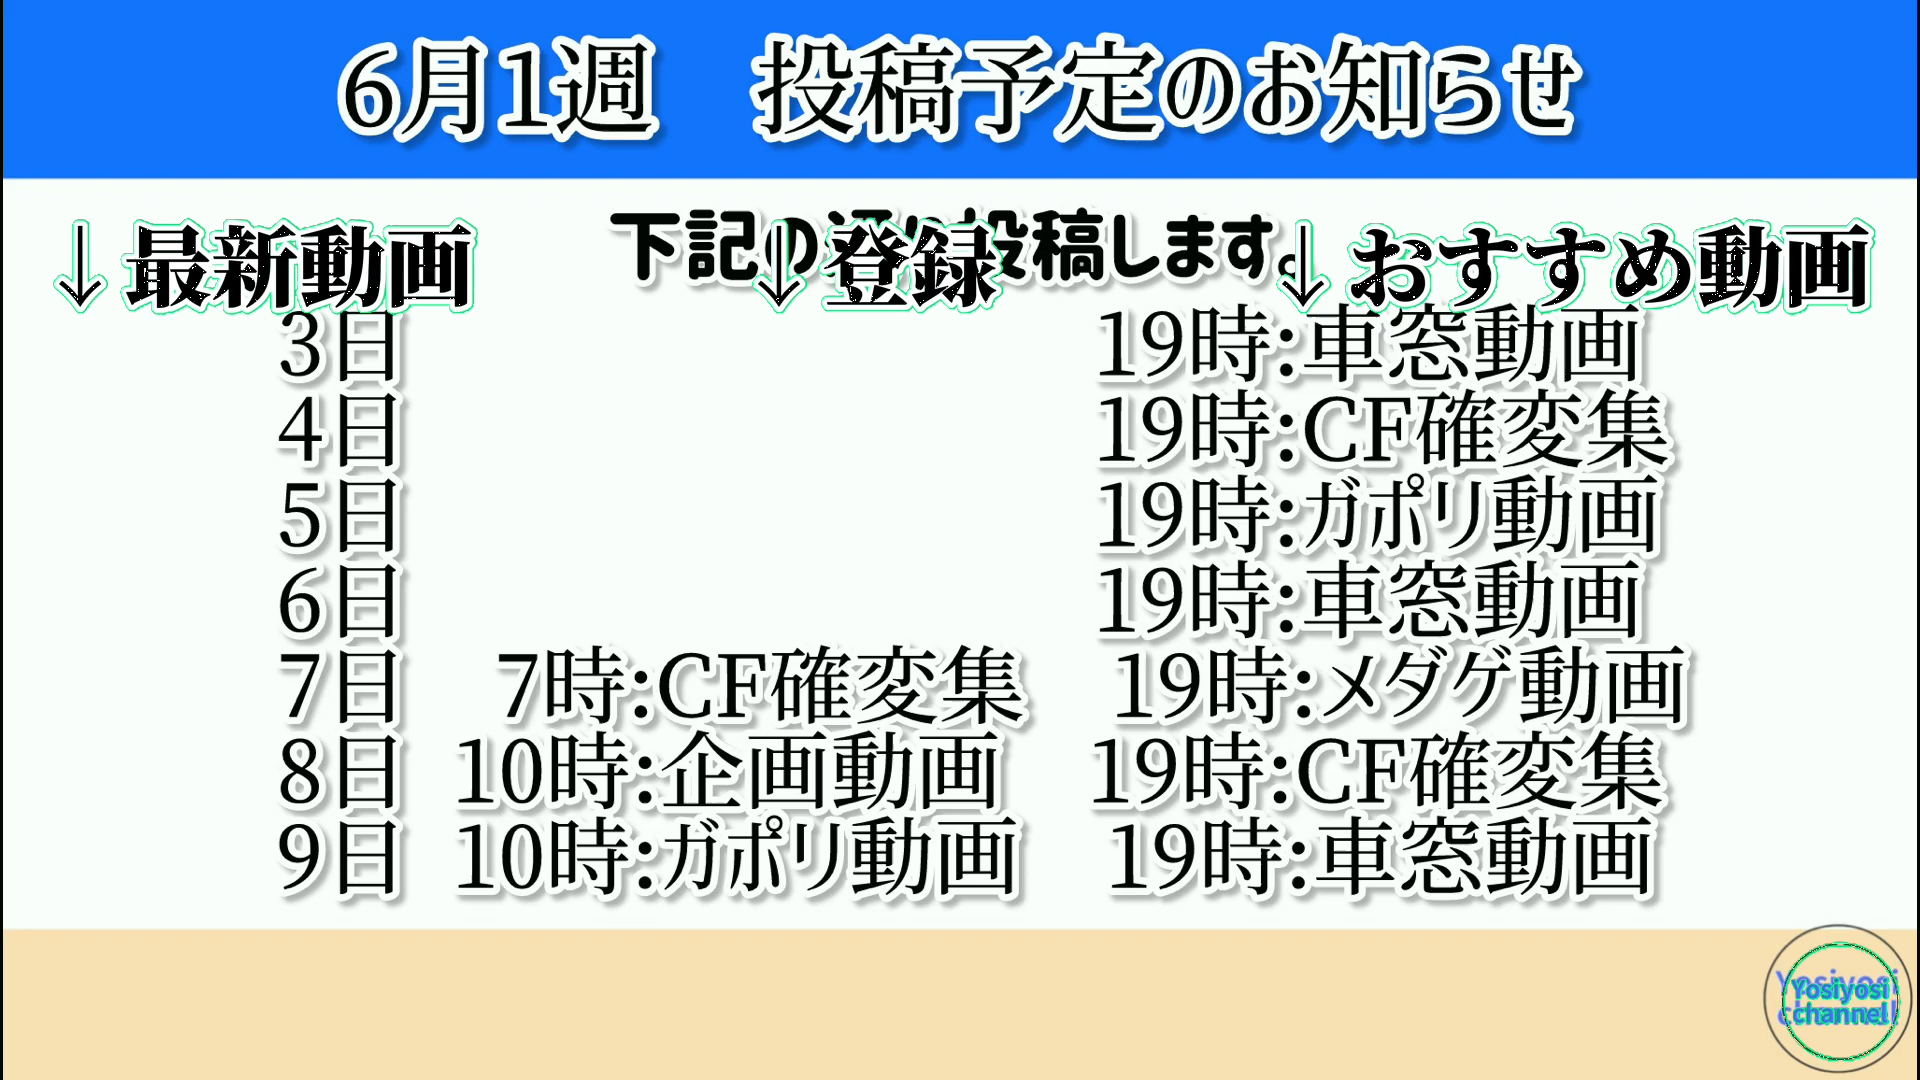 6月1週　投稿予定のお知らせ
下記の通り投稿します。
↓最新動画 ↓登録 ↓おすすめ動画
3日 19時:車窓動画
4日 19時:CF確変集
5日 19時:ガポリ動画
6日 19時:車窓動画
7日 7時:CF確変集 19時:メダゲ動画
8日 10時:企画動画 19時:CF確変集
9日 10時:ガポリ動画 19時:車窓動画
Yosiyosi
channel